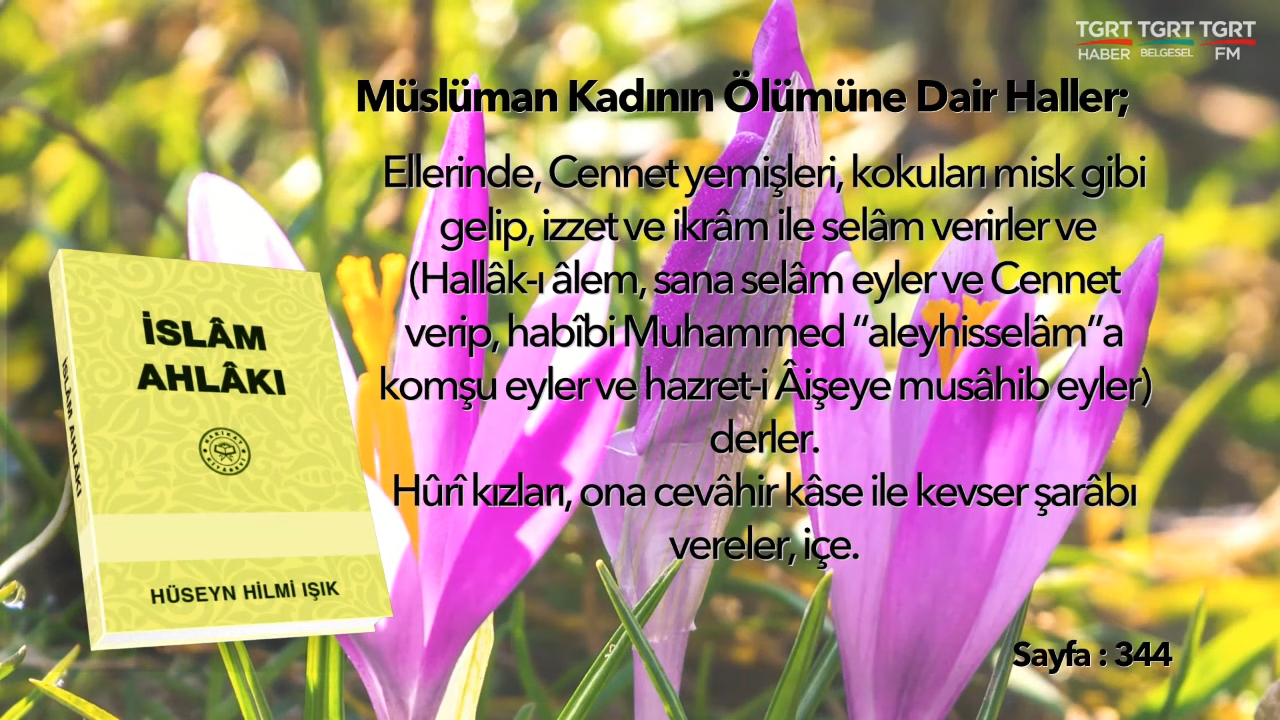 TGRT TGRT TGRT
HABER BELGESEL FM
Müslüman Kadının Ölümüne Dair Haller;
Ellerinde, Cennet yemişleri, kokuları misk gibi
gelip, izzet ve ikrâm ile selâm verirler ve
(Hallâk-ı âlem, sana selâm eyler ve Cennet
verip, habîbi Muhammed “aleyhisselâm”a
komşu eyler ve hazret-i Âişeye musâhib eyler)
derler.
Hûrî kızları, ona cevâhir kâse ile kevser şarâbı
vereler, içe.
İSLÂM
AHLÂKI
İSLÂM AHLÂKI
HÜSEYN HİLMİ IŞIK
Sayfa : 344